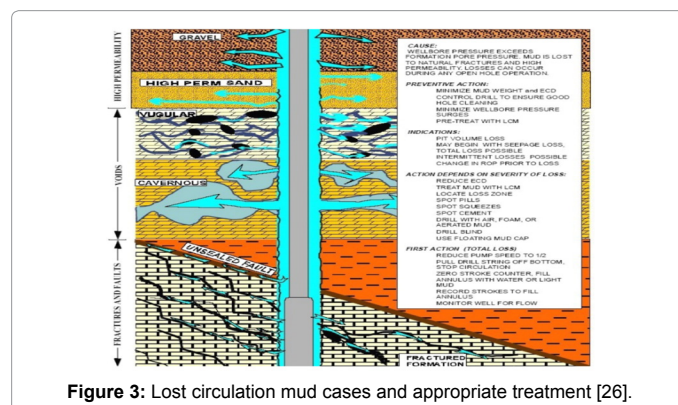 HIGH PERMEABILITY
VOIDS
FRACTURES AND FAULTS
GRAVEL
HIGH PERM SAND
VUGULAR
CAVERNOUS
UNSEALED FAULT
FRACTURED
FORMATION
CAUSE:
WELLBORE PRESSURE EXCEEDS
FORMATION PORE PRESSURE. MUD IS LOST
TO NATURAL FRACTURES AND HIGH
PERMEABILITY. LOSSES CAN OCCUR
DURING ANY OPEN HOLE OPERATION.
PREVENTIVE ACTION:
MINIMIZE MUD WEIGHT and ECD
CONTROL DRILL TO ENSURE GOOD
HOLE CLEANING
MINIMIZE WELLBORE PRESSURE
SURGES
PRE-TREAT WITH LCM
INDICATIONS:
PIT VOLUME LOSS
MAY BEGIN WITH SEEPAGE LOSS,
TOTAL LOSS POSSIBLE
INTERMITTENT LOSSES POSSIBLE
CHANGE IN ROP PRIOR TO LOSS
ACTION DEPENDS ON SEVERITY OF LOSS:
REDUCE ECD
TREAT MUD WITH LCM
LOCATE LOSS ZONE
SPOT PILLS
SPOT SQUEEZES
SPOT CEMENT
DRILL WITH AIR, FOAM, OR
AERATED MUD
DRILL BLIND
USE FLOATING MUD CAP
FIRST ACTION (TOTAL LOSS)
REDUCE PUMP SPEED TO 1/2
PULL DRILL STRING OFF BOTTOM,
STOP CIRCULATION
ZERO STROKE COUNTER, FILL
ANNULUS WITH WATER OR LIGHT
MUD
RECORD STROKES TO FILL
ANNULUS
MONITOR WELL FOR FLOW
Figure 3: Lost circulation mud cases and appropriate treatment [26].